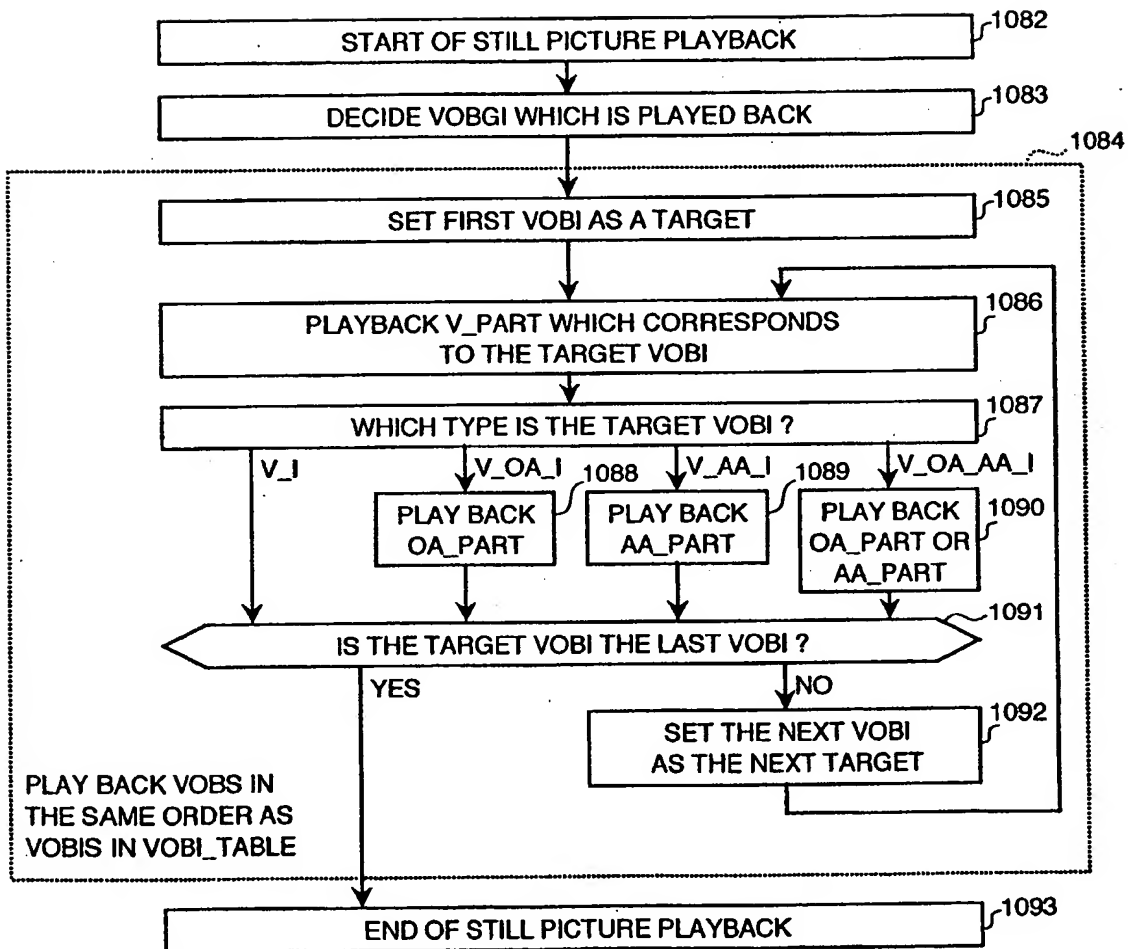 1082
START OF STILL PICTURE PLAYBACK
1083
DECIDE VOBGI WHICH IS PLAYED BACK
1084
1085
SET FIRST VOBI AS A TARGET
1086
PLAYBACK V_PART WHICH CORRESPONDS
TO THE TARGET VOBI
1087
WHICH TYPE IS THE TARGET VOBI ?
V_I
V_OA_I
V_AA_I
V_OA_AA_I
1088
PLAY BACK
OA_PART
1089
PLAY BACK
AA_PART
1090
PLAY BACK
OA_PART OR
AA_PART
1091
IS THE TARGET VOBI THE LAST VOBI ?
YES
NO
1092
SET THE NEXT VOBI
AS THE NEXT TARGET
PLAY BACK VOBS IN
THE SAME ORDER AS
VOBIS IN VOBI_TABLE
1093
END OF STILL PICTURE PLAYBACK